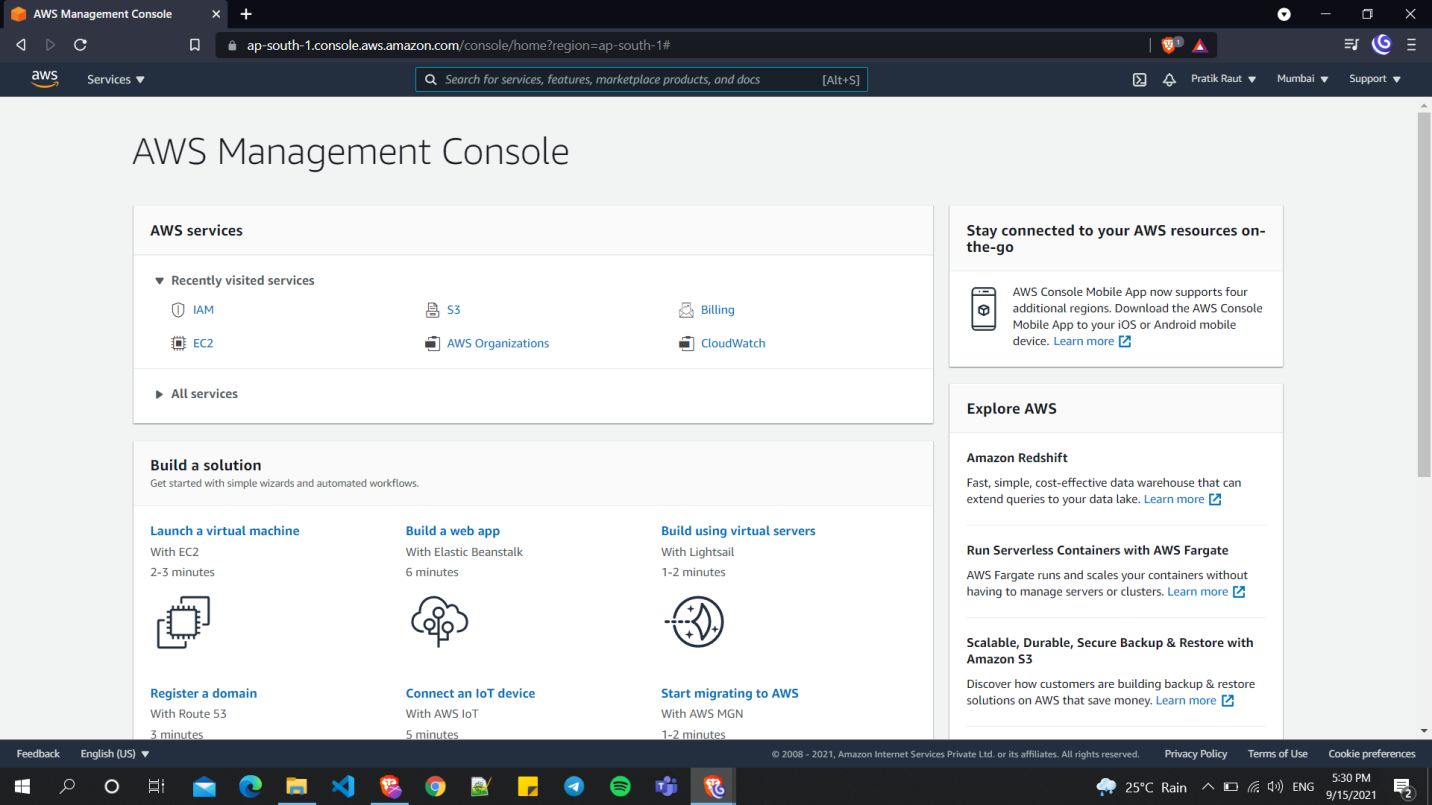 AWS Management Console
ap-south-1.console.aws.amazon.com/console/home?region=ap-south-1#
1
aws
Services
Search for services, features, marketplace products, and docs
[Alt+S]
Pratik Raut
Mumbai
Support
AWS Management Console
AWS services
Recently visited services
IAM
S3
Billing
EC2
AWS Organizations
CloudWatch
All services
Build a solution
Get started with simple wizards and automated workflows.
Launch a virtual machine
With EC2
2-3 minutes
Build a web app
With Elastic Beanstalk
6 minutes
Build using virtual servers
With Lightsail
1-2 minutes
Register a domain
With Route 53
3 minutes
Connect an IoT device
With AWS IoT
5 minutes
Start migrating to AWS
With AWS MGN
1-2 minutes
Stay connected to your AWS resources on-
the-go
AWS Console Mobile App now supports four
additional regions. Download the AWS Console
Mobile App to your iOS or Android mobile
device. Learn more
Explore AWS
Amazon Redshift
Fast, simple, cost-effective data warehouse that can
extend queries to your data lake. Learn more
Run Serverless Containers with AWS Fargate
AWS Fargate runs and scales your containers without
having to manage servers or clusters. Learn more
Scalable, Durable, Secure Backup & Restore with
Amazon S3
Discover how customers are building backup & restore
solutions on AWS that save money. Learn more
Feedback
English (US)
© 2008 - 2021, Amazon Internet Services Private Ltd. or its affiliates. All rights reserved.
Privacy Policy
Terms of Use
Cookie preferences
25°C Rain
ENG
5:30 PM
9/15/2021
2